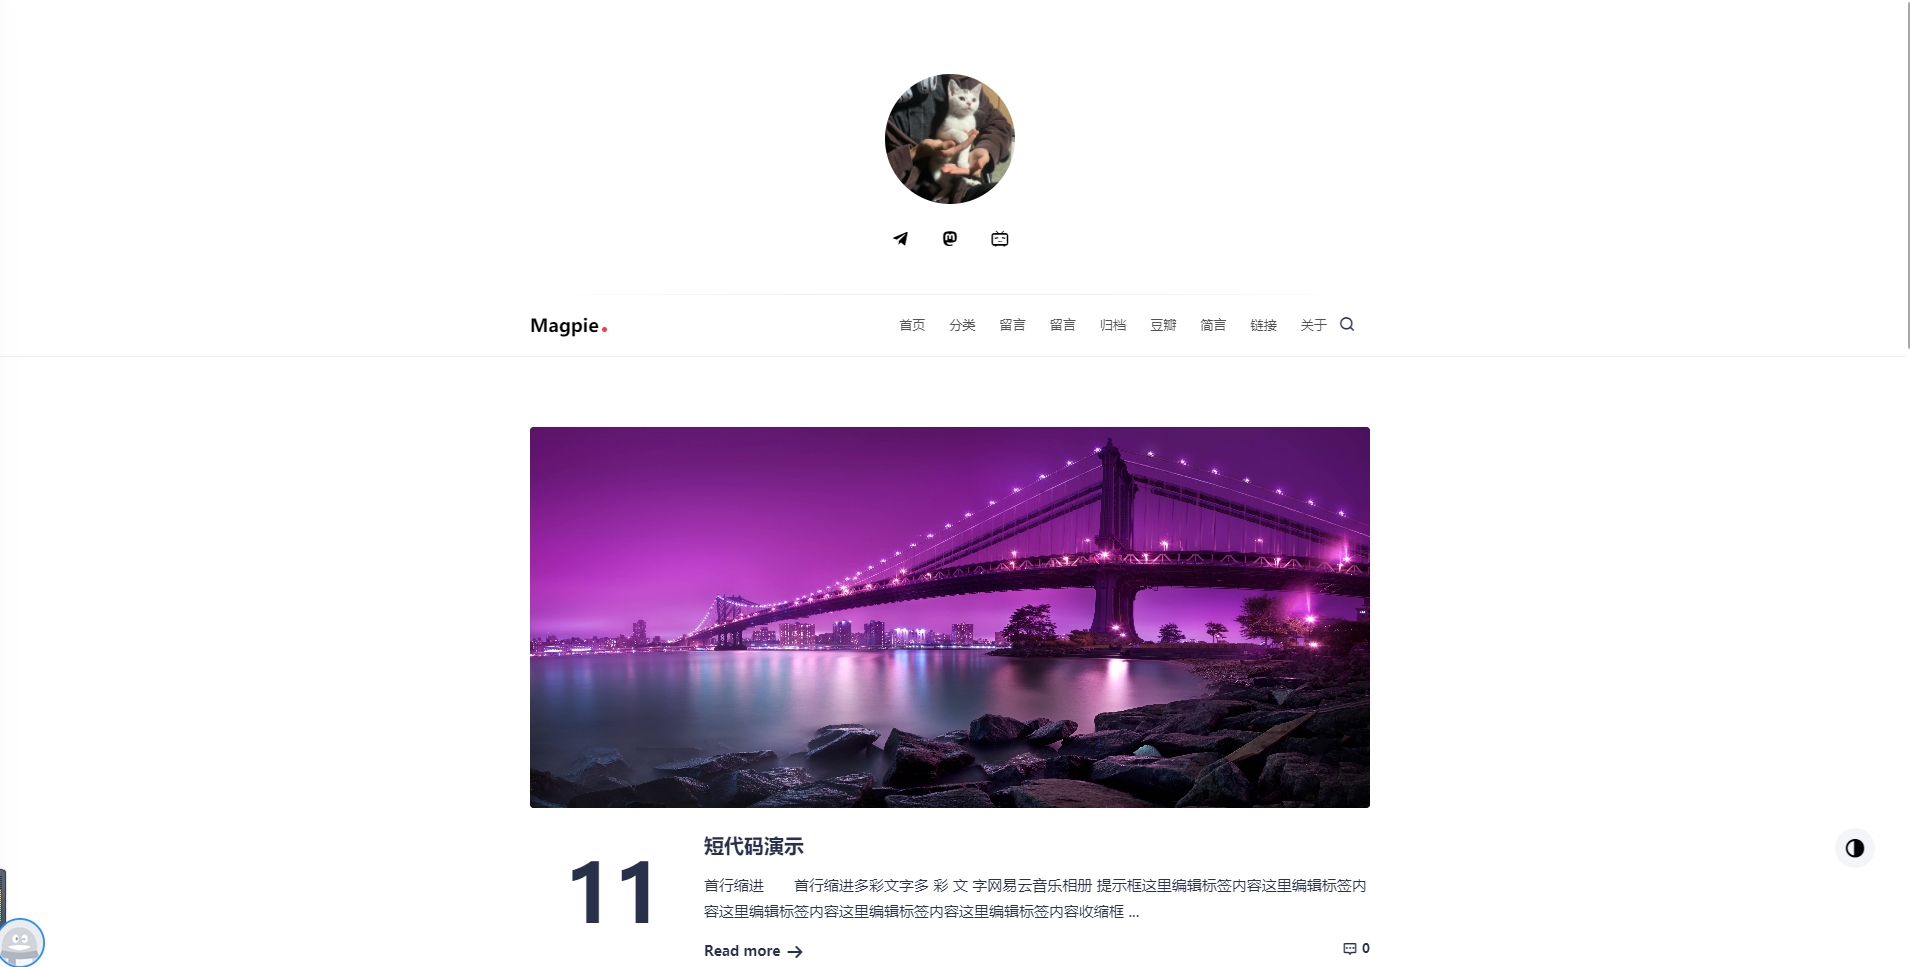 Magpie.
首页 分类 留言 留言 归档 豆瓣 简言 链接 关于
11
短代码演示
首行缩进　　首行缩进多彩文字多 彩 文 字网易云音乐相册 提示框这里编辑标签内容这里编辑标签内
容这里编辑标签内容这里编辑标签内容这里编辑标签内容收缩框 ...
Read more →
0